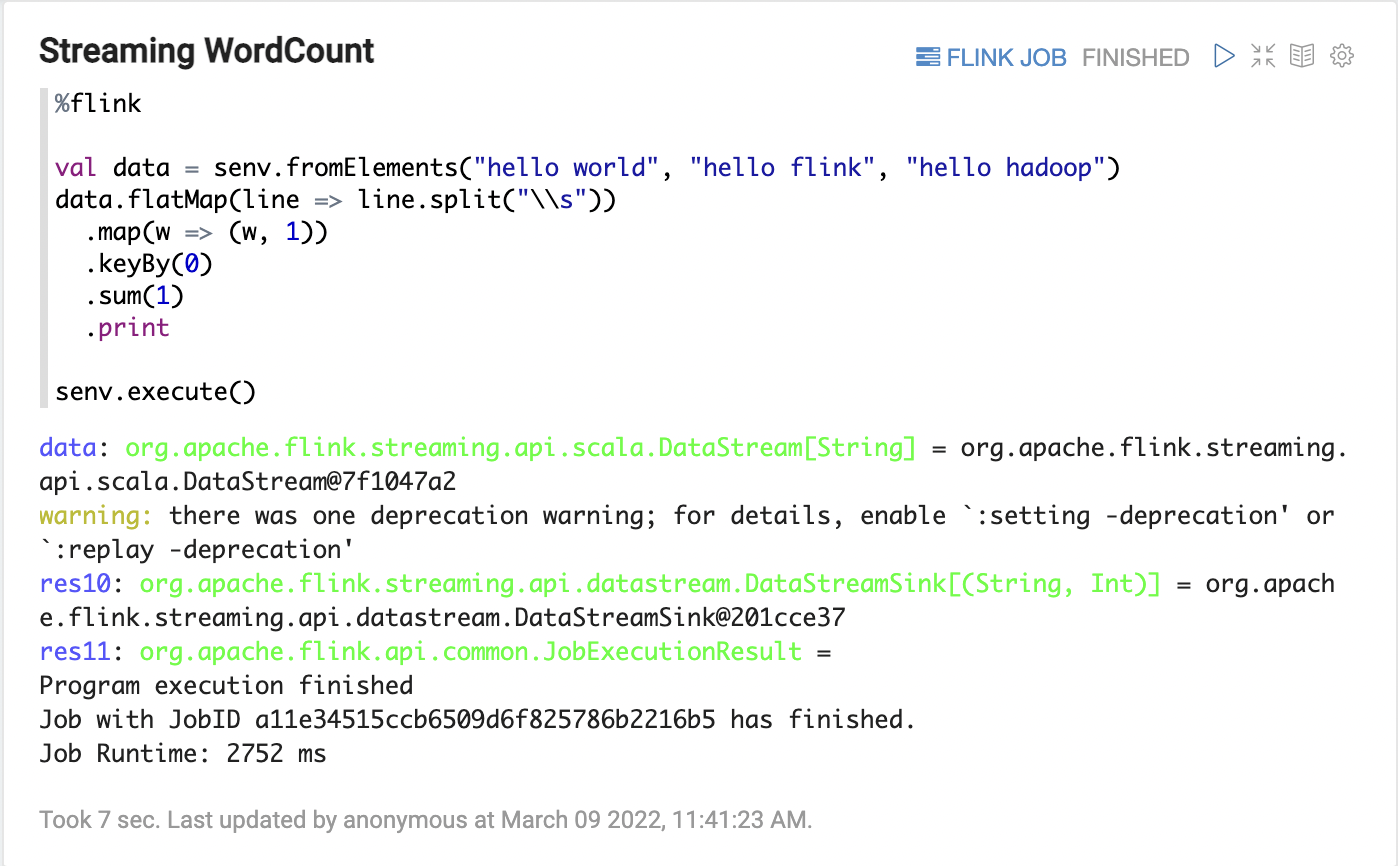 Streaming WordCount
FLINK JOB FINISHED
%flink
val data = senv.fromElements("hello world", "hello flink", "hello hadoop")
data.flatMap(line => line.split("\\s"))
.map(w => (w, 1))
.keyBy(0)
.sum(1)
.print
senv.execute()
data: org.apache.flink.streaming.api.scala.DataStream[String] = org.apache.flink.streaming.
api.scala.DataStream@7f1047a2
warning: there was one deprecation warning; for details, enable `:setting -deprecation' or
`:replay -deprecation'
res10: org.apache.flink.streaming.api.datastream.DataStreamSink[(String, Int)] = org.apach
e.flink.streaming.api.datastream.DataStreamSink@201cce37
res11: org.apache.flink.api.common.JobExecutionResult =
Program execution finished
Job with JobID a11e34515ccb6509d6f825786b2216b5 has finished.
Job Runtime: 2752 ms
Took 7 sec. Last updated by anonymous at March 09 2022, 11:41:23 AM.